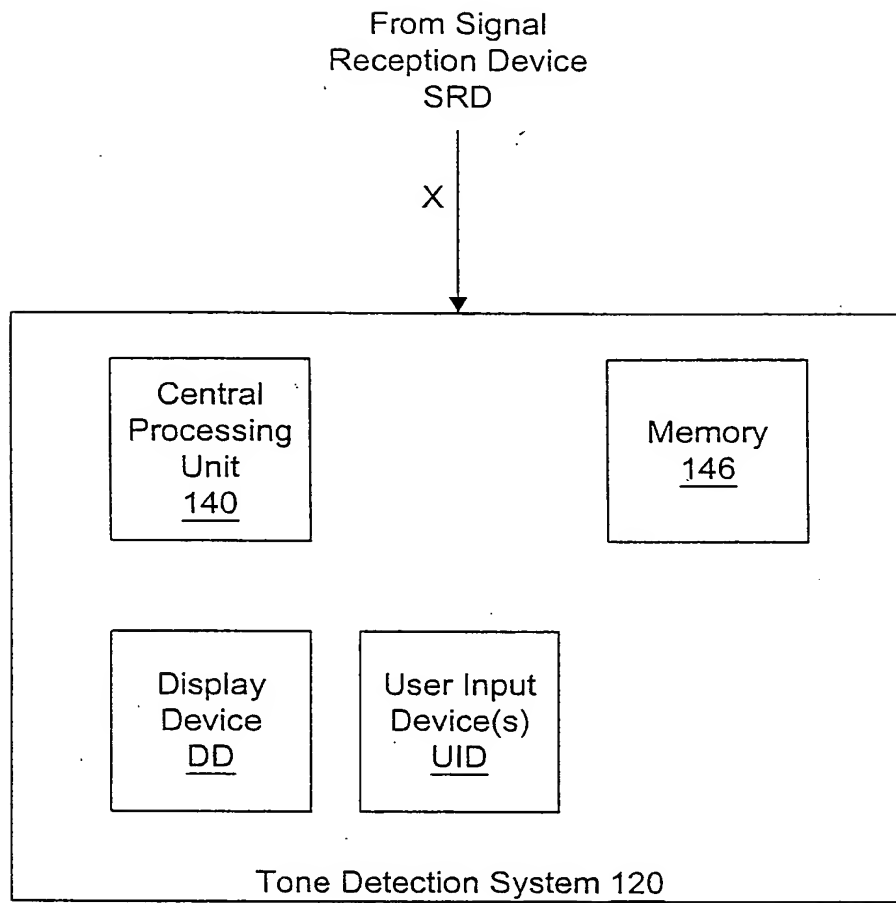 From Signal
Reception Device
SRD
X
Central
Processing
Unit
140
Memory
146
Display
Device
DD
User Input
Device(s)
UID
Tone Detection System 120